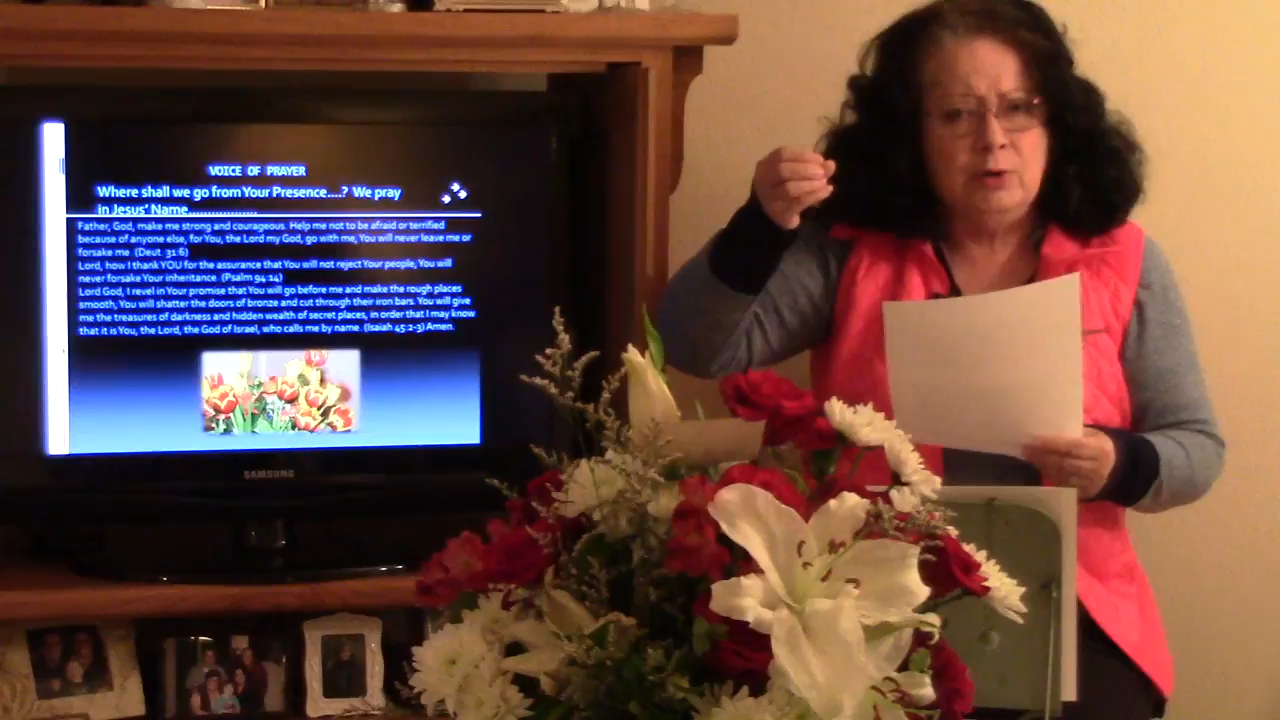 VOICE OF PRAYER
Where shall we go from Your Presence....? We pray
in Jesus' Name.................
Father, God, make me strong and courageous. Help me not to be afraid or terrified
because of anyone else, for You, the Lord my God, go with me, You will never leave me or
forsake me (Deut. 31:6)
Lord, how I thank YOU for the assurance that You will not reject Your people; You will
never forsake Your inheritance. (Psalm 94:14)
Lord God, I revel in Your promise that You will go before me and make the rough places
smooth; You will shatter the doors of bronze and cut through their iron bars. You will give
me the treasures of darkness and hidden wealth of secret places, in order that I may know
that it is You, the Lord, the God of Israel, who calls me by name. (Isaiah 45:2-3) Amen.
SAMSUNG